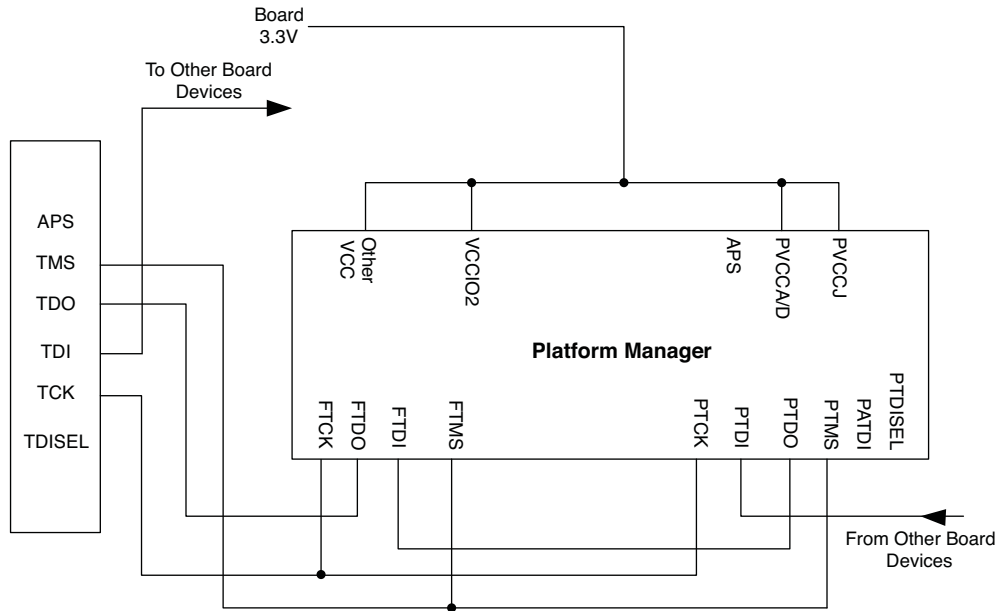 Board
3.3V
To Other Board
Devices
APS
TMS
TDO
TDI
TCK
TDISEL
Other
VCC
VCCIO2
APS
PVCCA/D
PVCCJ
Platform Manager
FTCK
FTDO
FTDI
FTMS
PTCK
PTDI
PTDO
PTMS
PATDI
PTDISEL
From Other Board
Devices